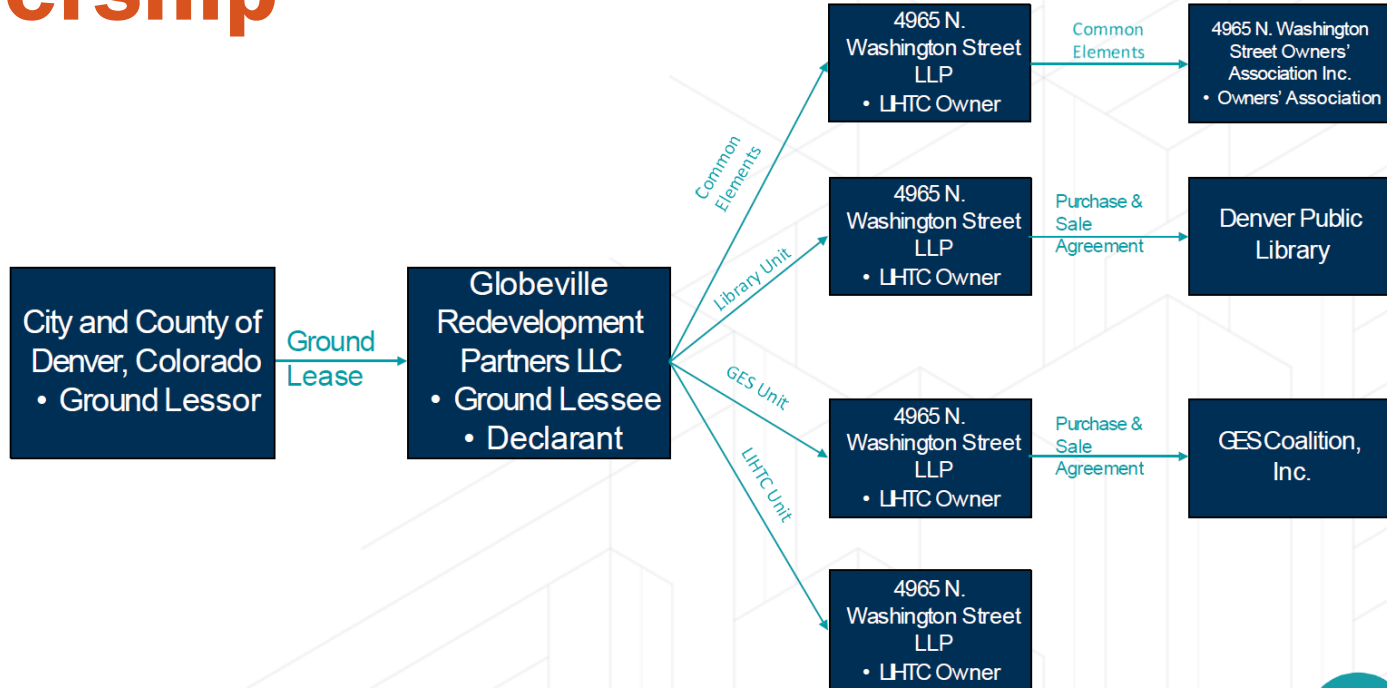 ership
City and County of
Denver, Colorado
• Ground Lessor
Ground
Lease
Globeville
Redevelopment
Partners LLC
• Ground Lessee
• Declarant
Common
Elements
4965 N.
Washington Street
LLP
• LIHTC Owner
Common
Elements
4965 N. Washington
Street Owners'
Association Inc.
• Owners' Association
Library Unit
4965 N.
Washington Street
LLP
• LIHTC Owner
Purchase &
Sale
Agreement
Denver Public
Library
GES Unit
4965 N.
Washington Street
LLP
• LIHTC Owner
Purchase &
Sale
Agreement
GES Coalition,
Inc.
LIHTC Unit
4965 N.
Washington Street
LLP
• LIHTC Owner